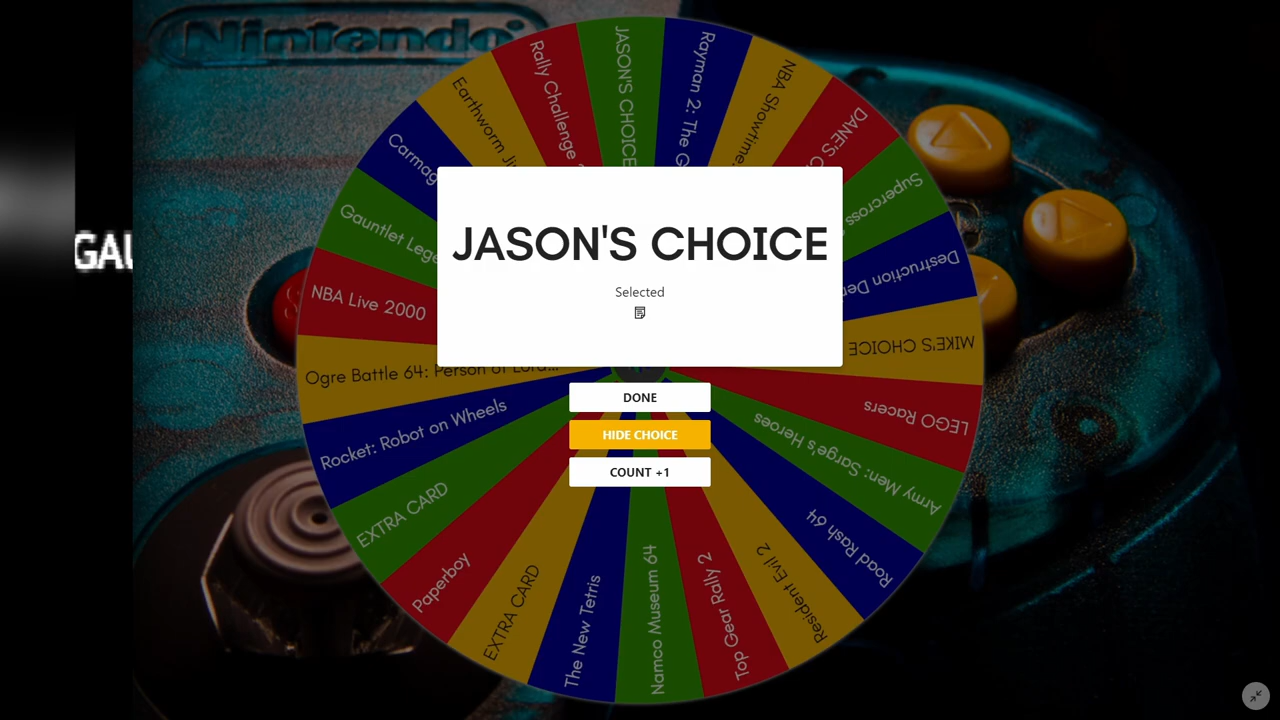 Nintendo
GAU
JASON'S CHOICE
Rayman 2: The G
NBA Showtime:
DANE'S C
Supercross
Destruction Der
MIKE'S CHOICE
LEGO Racers
Army Men: Sarge's Heroes
Road Rash 64
Resident Evil 2
Top Gear Rally 2
Namco Museum 64
The New Tetris
EXTRA CARD
Paperboy
EXTRA CARD
Rocket: Robot on Wheels
Ogre Battle 64: Person of Lord...
NBA Live 2000
Gauntlet Lege
Carmag
Earthworm Ji
Rally Challenge
JASON'S CHOICE
Selected
DONE
HIDE CHOICE
COUNT +1